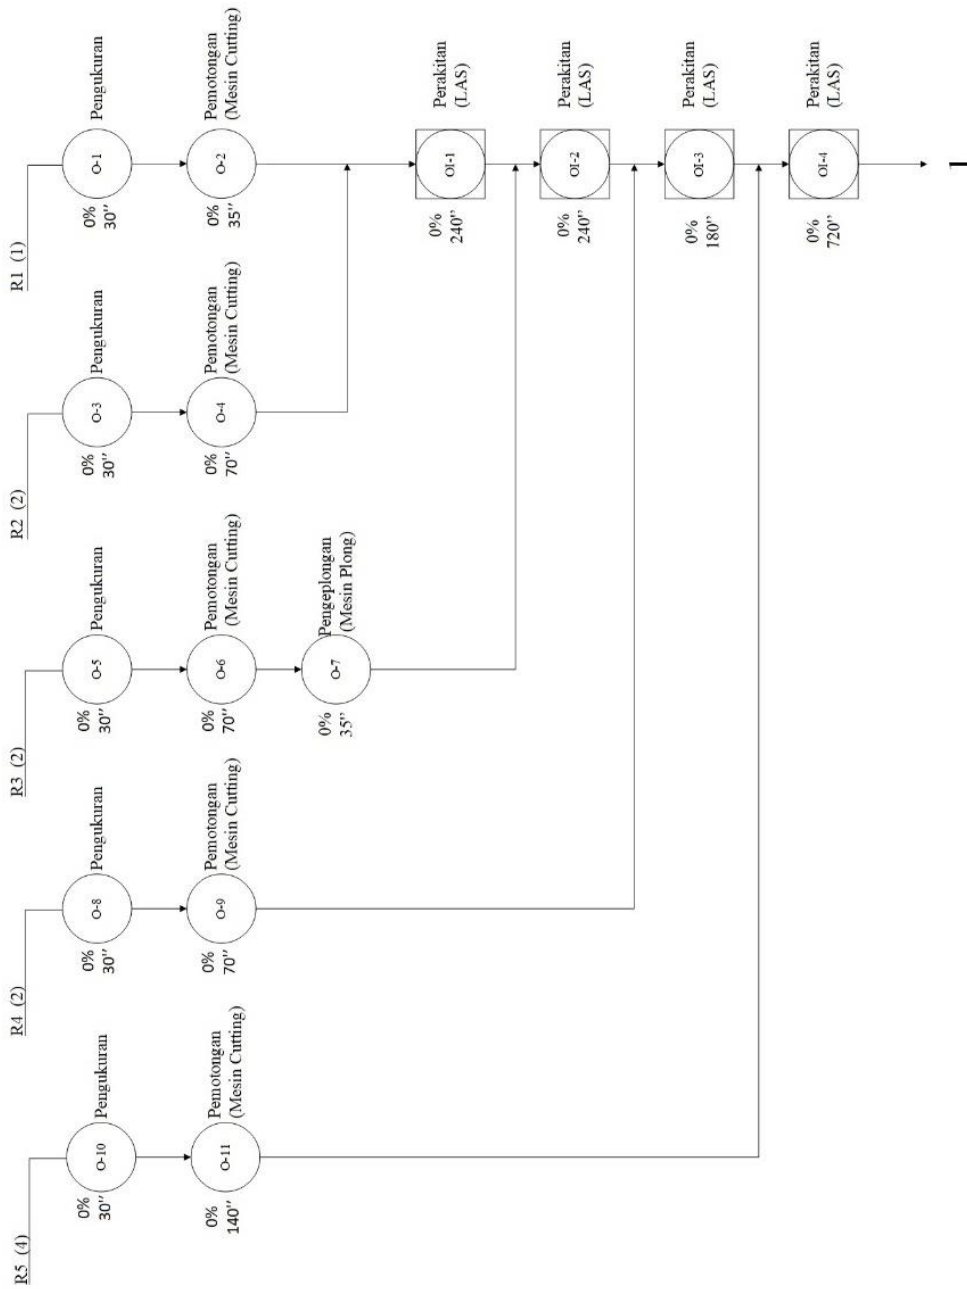 R5 (4)
0%
30''
O-10
Pengukuran
0%
140''
O-11
Pemotongan
(Mesin Cutting)
R4 (2)
0%
30''
O-8
Pengukuran
0%
70''
O-9
Pemotongan
(Mesin Cutting)
R3 (2)
0%
30''
O-5
Pengukuran
0%
70''
O-6
Pemotongan
(Mesin Cutting)
0%
35''
O-7
Pengeplongan
(Mesin Plong)
R2 (2)
0%
30''
O-3
Pengukuran
0%
70''
O-4
Pemotongan
(Mesin Cutting)
R1 (1)
0%
30''
O-1
Pengukuran
0%
35''
O-2
Pemotongan
(Mesin Cutting)
0%
240''
OI-1
Perakitan
(LAS)
0%
240''
OI-2
Perakitan
(LAS)
0%
180''
OI-3
Perakitan
(LAS)
0%
720''
OI-4
Perakitan
(LAS)